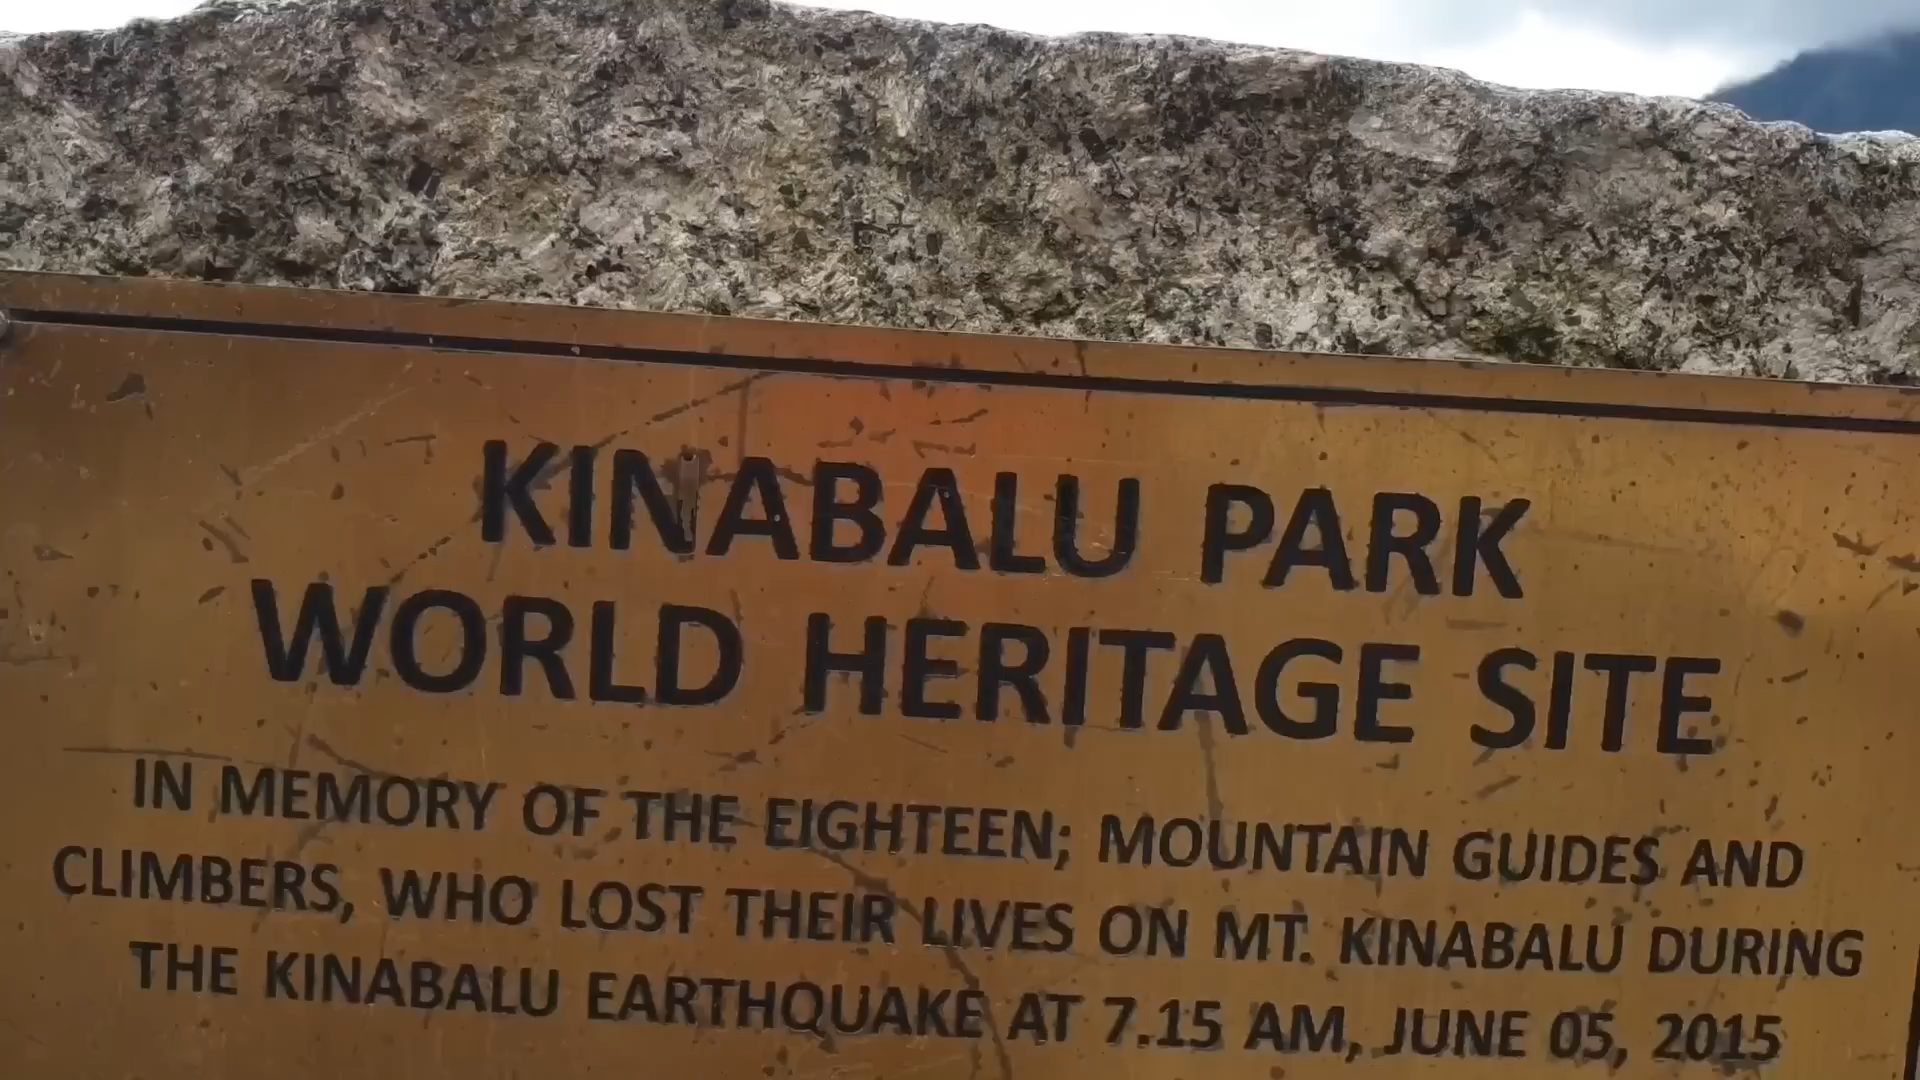 KINABALU PARK
WORLD HERITAGE SITE
IN MEMORY OF THE EIGHTEEN; MOUNTAIN GUIDES AND
CLIMBERS, WHO LOST THEIR LIVES ON MT. KINABALU DURING
THE KINABALU EARTHQUAKE AT 7.15 AM, JUNE 05, 2015